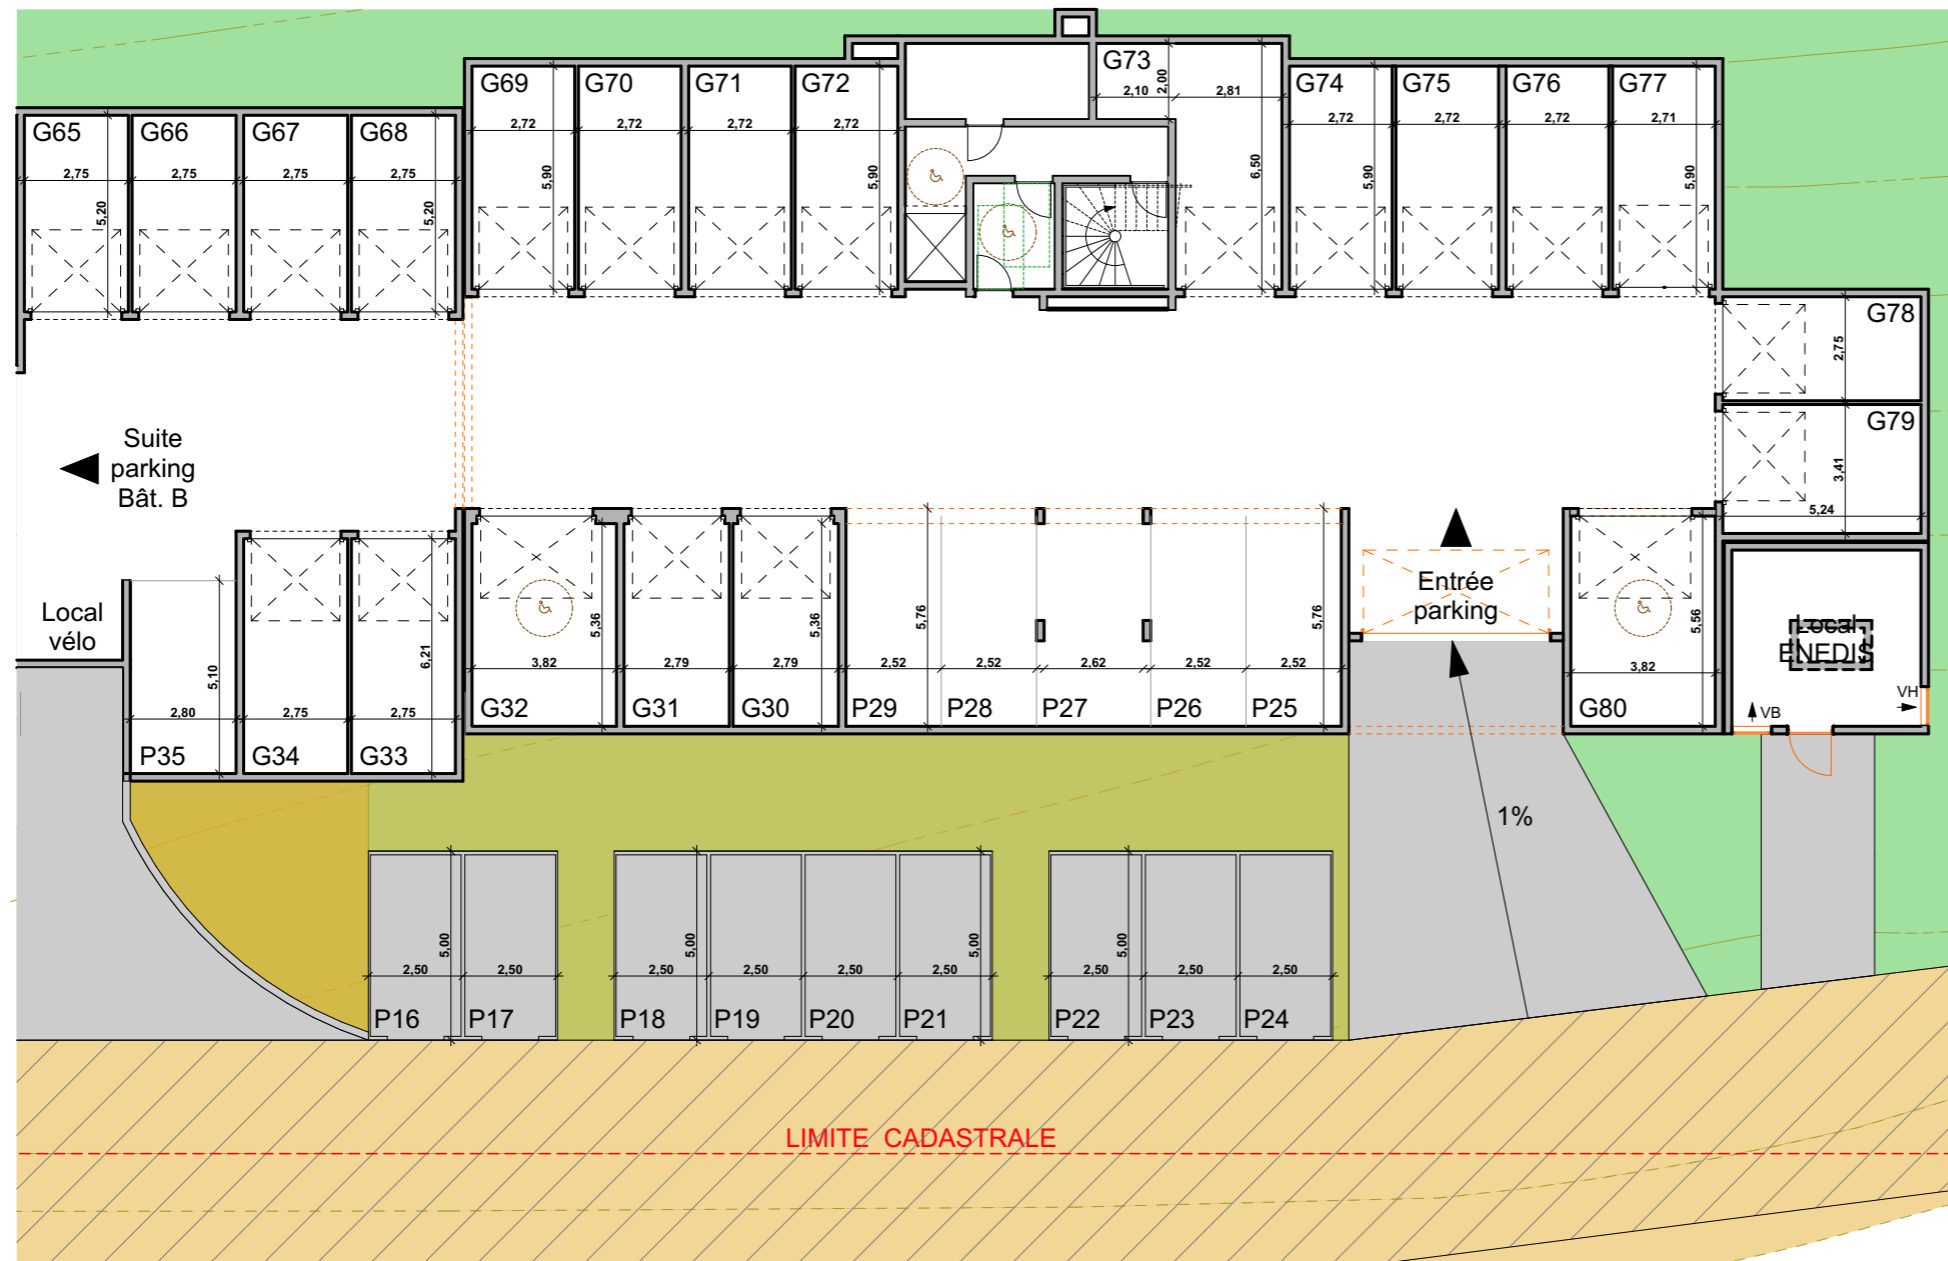 G73
G69 G70 G71 G72 G74 G75 G76 G77
2,00
2,10 2,81
2,72 2,72 2,72 2,72 2,72 2,72 2,72 2,71
G65 G66 G67 G68
5,90 5,90 6,50 5,90 5,90
2,75 2,75 2,75 2,75
5,20 5,20
G78
2,75
G79
3,41
5,24
Suite
parking
Bât. B
Entrée
parking
Local
vélo
Local
ENEDIS
5,36 5,36 5,76 5,76 5,56
3,82 2,79 2,79 2,52 2,52 2,62 2,52 2,52 3,82
5,10 6,21
2,80 2,75 2,75
G32 G31 G30 P29 P28 P27 P26 P25 G80
VB VH
P35 G34 G33
1%
5,00 5,00 5,00 5,00
2,50 2,50 2,50 2,50 2,50 2,50 2,50 2,50 2,50
P16 P17 P18 P19 P20 P21 P22 P23 P24
LIMITE CADASTRALE